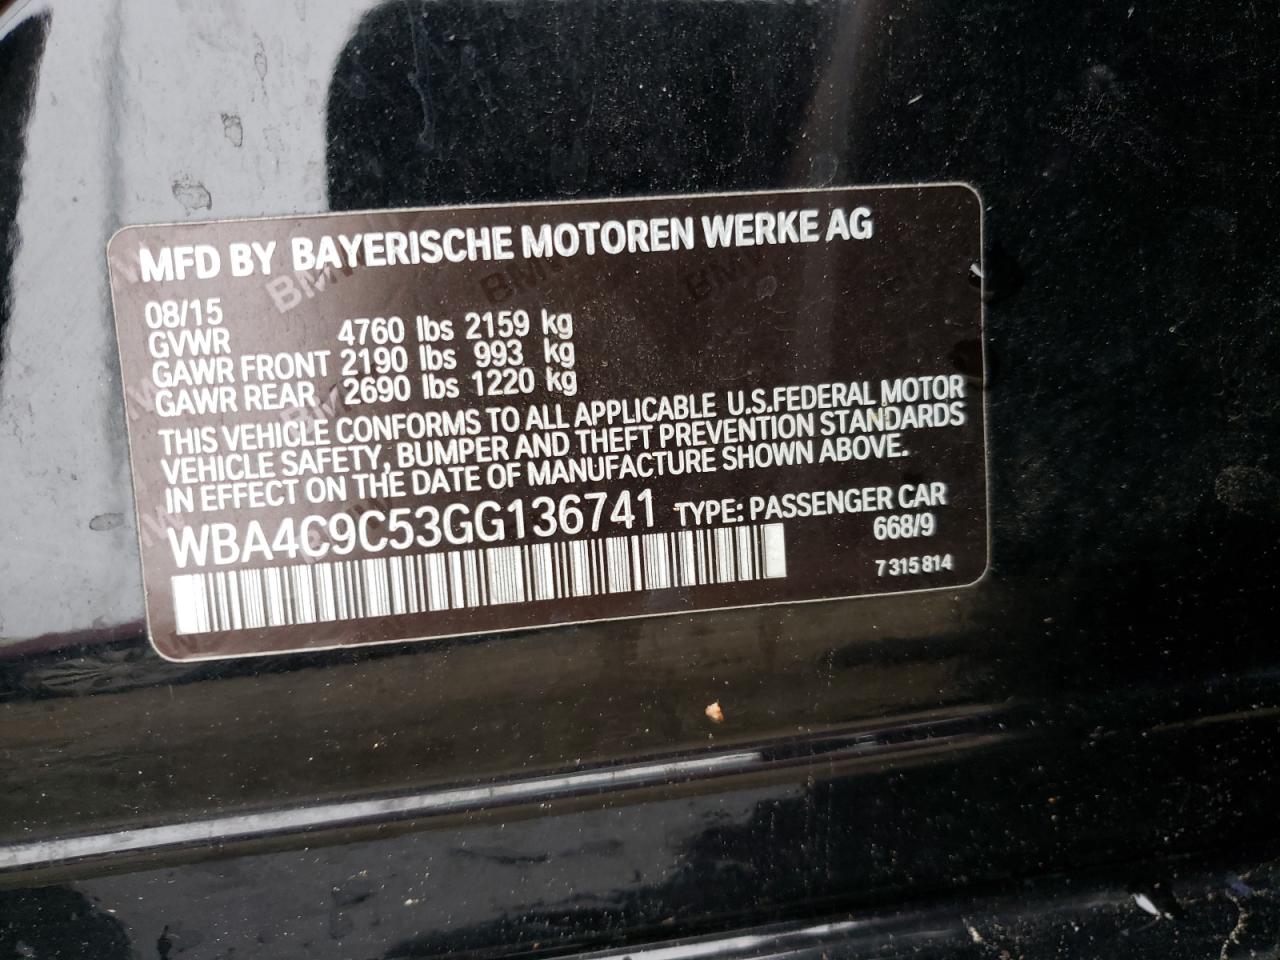 MFD BY BAYERISCHE MOTOREN WERKE AG
08/15
GVWR 4760 lbs 2159 kg
GAWR FRONT 2190 lbs 993 kg
GAWR REAR 2690 lbs 1220 kg
THIS VEHICLE CONFORMS TO ALL APPLICABLE U.S.FEDERAL MOTOR
VEHICLE SAFETY, BUMPER AND THEFT PREVENTION STANDARDS
IN EFFECT ON THE DATE OF MANUFACTURE SHOWN ABOVE.
WBA4C9C53GG136741 TYPE: PASSENGER CAR
668/9
7 315 814